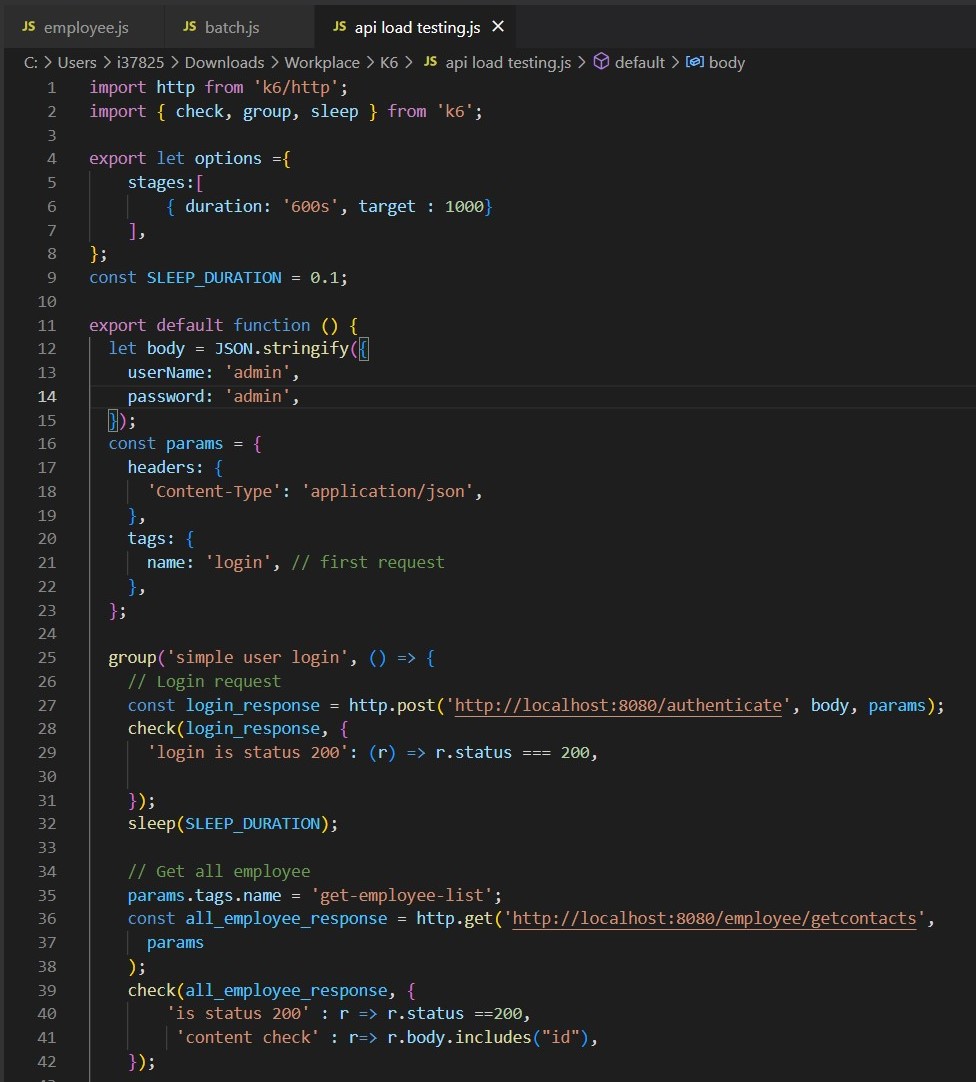 JS employee.js JS batch.js JS api load testing.js ×
C: > Users > i37825 > Downloads > Workplace > K6 > JS api load testing.js > default > body
1 import http from 'k6/http';
2 import { check, group, sleep } from 'k6';
3
4 export let options ={
5 stages:[
6 { duration: '600s', target : 1000}
7 ],
8 };
9 const SLEEP_DURATION = 0.1;
10
11 export default function () {
12 let body = JSON.stringify({
13 userName: 'admin',
14 password: 'admin',
15 });
16 const params = {
17 headers: {
18 'Content-Type': 'application/json',
19 },
20 tags: {
21 name: 'login', // first request
22 },
23 };
24
25 group('simple user login', () => {
26 // Login request
27 const login_response = http.post('http://localhost:8080/authenticate', body, params);
28 check(login_response, {
29 'login is status 200': (r) => r.status === 200,
30
31 });
32 sleep(SLEEP_DURATION);
33
34 // Get all employee
35 params.tags.name = 'get-employee-list';
36 const all_employee_response = http.get('http://localhost:8080/employee/getcontacts',
37 params
38 );
39 check(all_employee_response, {
40 'is status 200' : r => r.status ==200,
41 'content check' : r=> r.body.includes("id"),
42 });